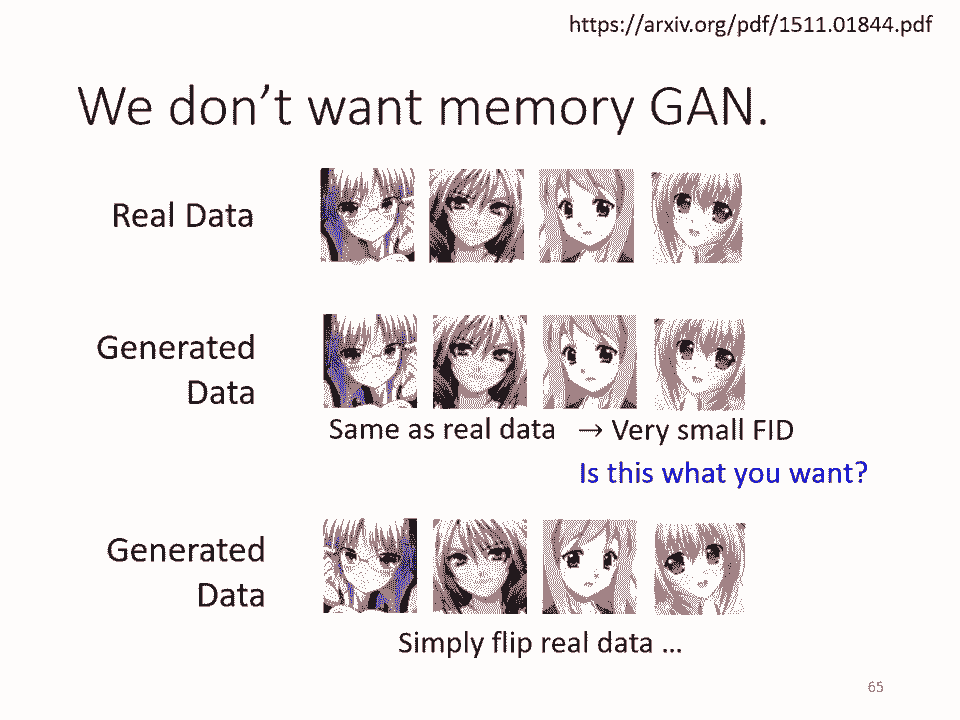 https://arxiv.org/pdf/1511.01844.pdf
We don’t want memory GAN.
Real Data
Generated
Data
Same as real data → Very small FID
Is this what you want?
Generated
Data
Simply flip real data …
65